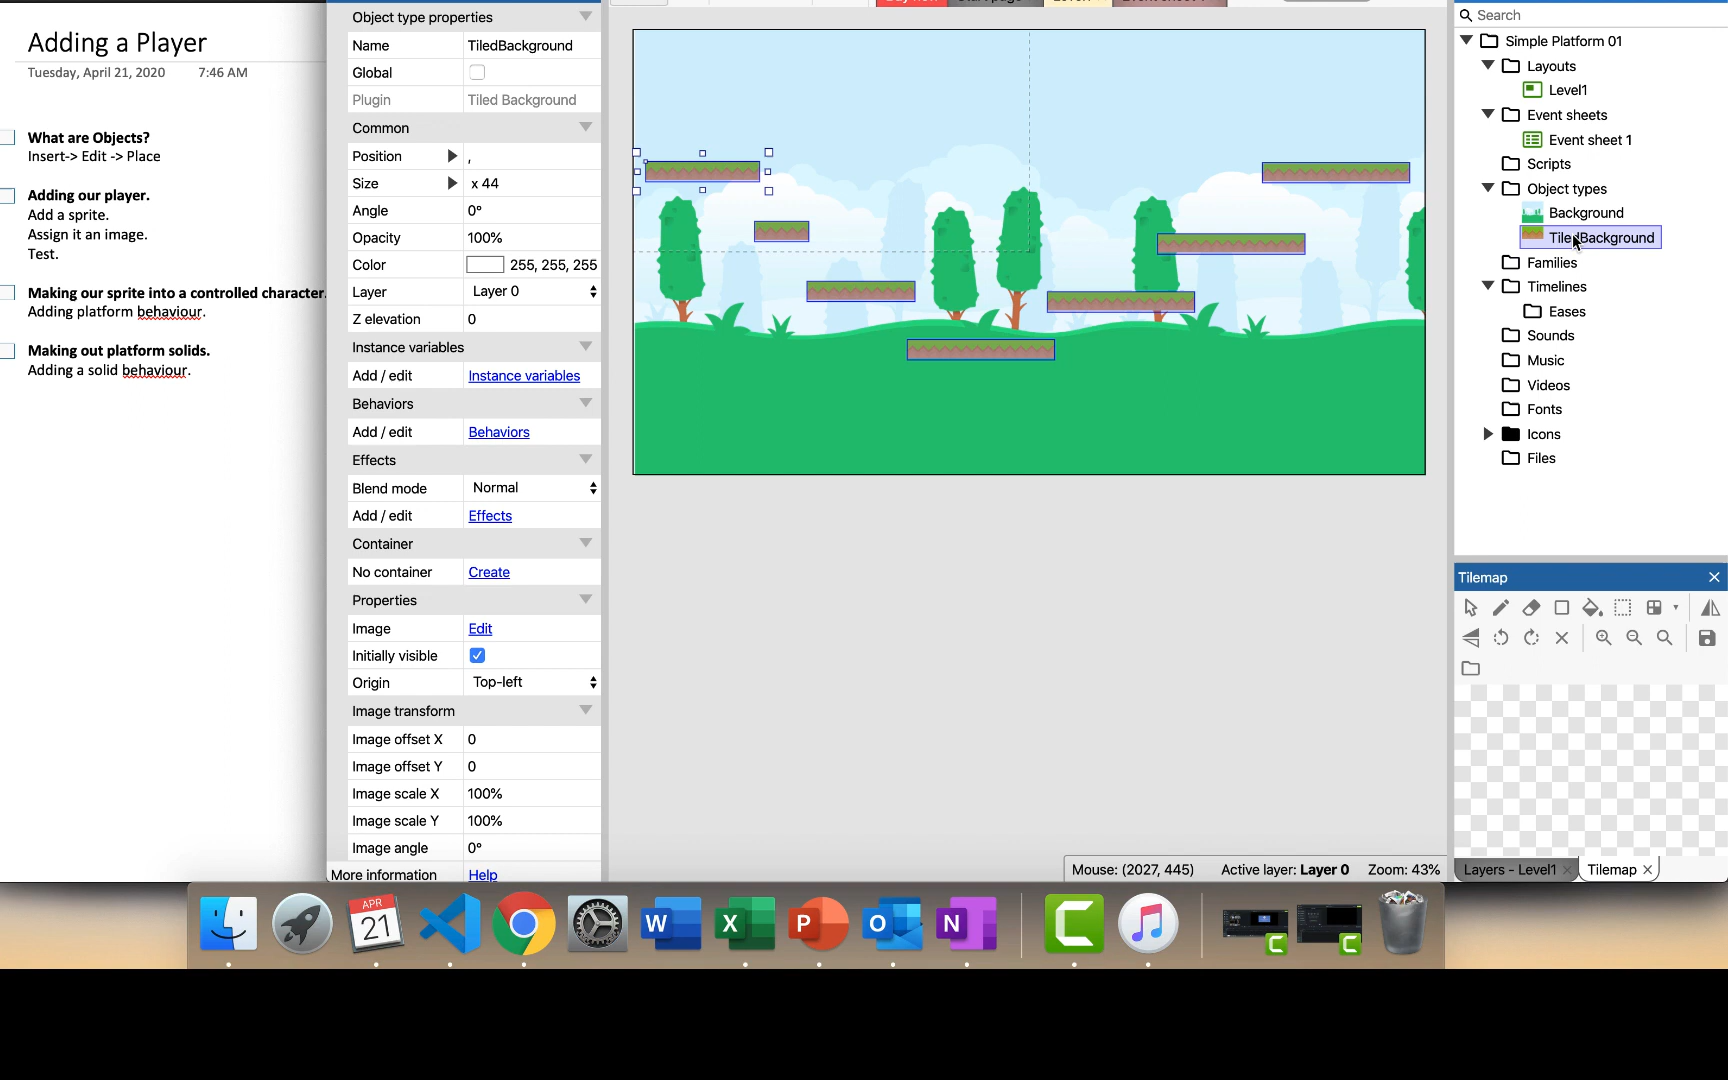 Adding a Player
Tuesday, April 21, 2020 7:46 AM
What are Objects?
Insert-> Edit -> Place
Adding our player.
Add a sprite.
Assign it an image.
Test.
Making our sprite into a controlled character.
Adding platform behaviour.
Making out platform solids.
Adding a solid behaviour.
Object type properties
Name TiledBackground
Global
Plugin Tiled Background
Common
Position ,
Size x 44
Angle 0°
Opacity 100%
Color 255, 255, 255
Layer Layer 0
Z elevation 0
Instance variables
Add / edit Instance variables
Behaviors
Add / edit Behaviors
Effects
Blend mode Normal
Add / edit Effects
Container
No container Create
Properties
Image Edit
Initially visible
Origin Top-left
Image transform
Image offset X 0
Image offset Y 0
Image scale X 100%
Image scale Y 100%
Image angle 0°
More information Help
Mouse: (2027, 445) Active layer: Layer 0 Zoom: 43%
Search
Simple Platform 01
Layouts
Level1
Event sheets
Event sheet 1
Scripts
Object types
Background
TiledBackground
Families
Timelines
Eases
Sounds
Music
Videos
Fonts
Icons
Files
Tilemap
Layers - Level1 Tilemap
APR
21
W
X
P
O
N